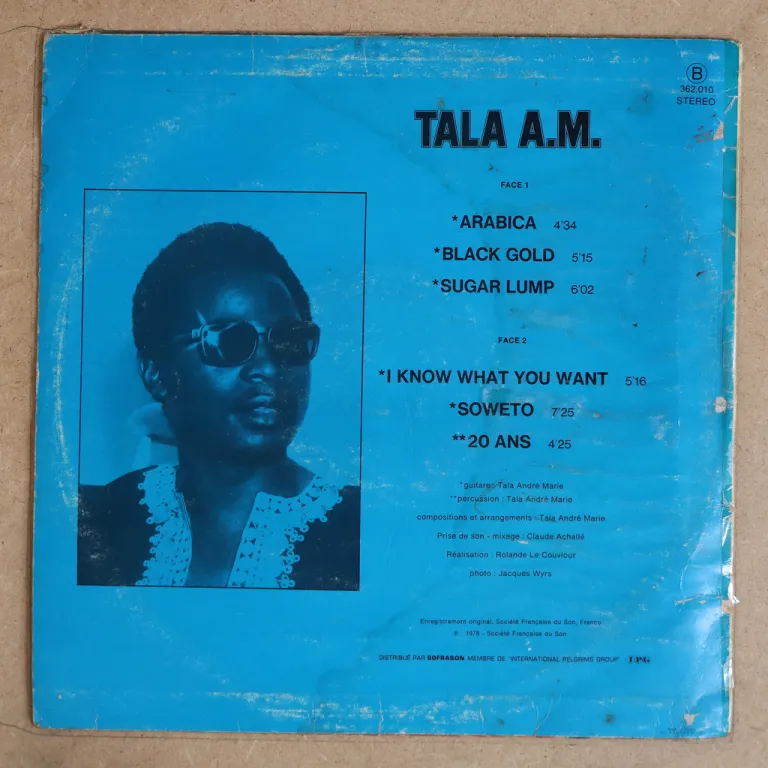 B
362.010
STEREO
TALA A.M.
FACE 1
*ARABICA 4'34
*BLACK GOLD 5'15
*SUGAR LUMP 6'02
FACE 2
*I KNOW WHAT YOU WANT 5'16
*SOWETO 7'25
**20 ANS 4'25
*guitare : Tala André Marie
**percussion : Tala André Marie
compositions et arrangements : Tala André Marie
Prise de son - mixage : Claude Achallé
Réalisation : Rolande Le Couviour
photo : Jacques Wyrs
Enregistrement original, Société Française du Son, France
℗ 1978 - Société Française du Son
DISTRIBUÉ PAR SOFRASON MEMBRE DE "INTERNATIONAL PELGRIMS GROUP" I·P·G